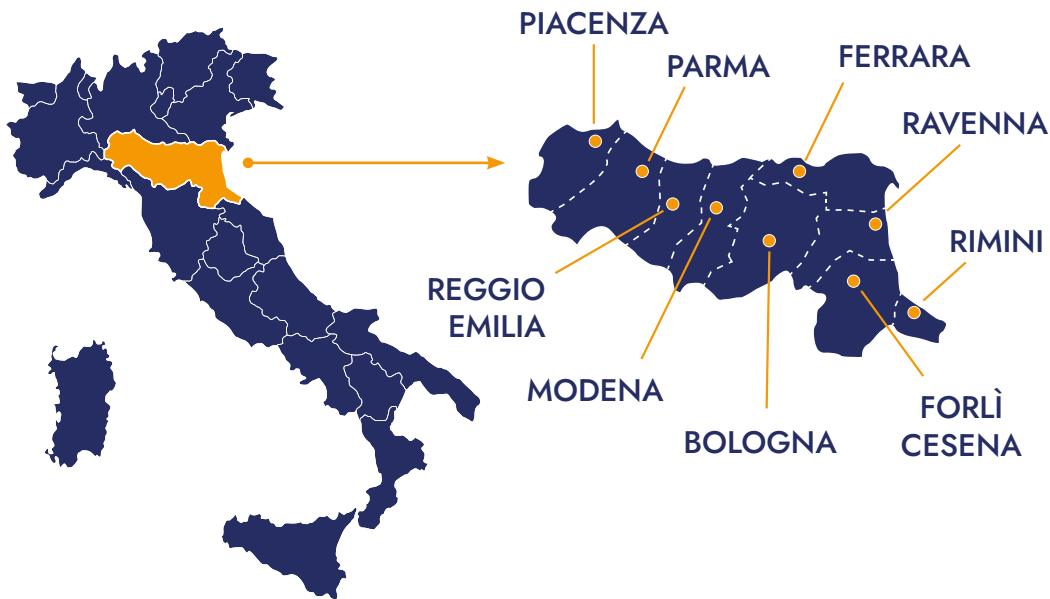 PIACENZA
PARMA
FERRARA
RAVENNA
RIMINI
REGGIO
EMILIA
MODENA
BOLOGNA
FORLÌ
CESENA